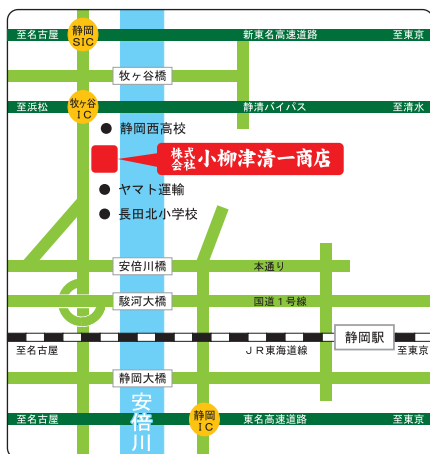 静岡
SIC
至名古屋
新東名高速道路
至東京
牧ヶ谷橋
牧ヶ谷
IC
至浜松
静清バイパス
至清水
静岡西高校
株式会社 小柳津清一商店
ヤマト運輸
長田北小学校
安倍川橋
本通り
駿河大橋
国道1号線
静岡駅
至名古屋
JR東海道線
至東京
静岡大橋
安倍川
静岡
IC
至名古屋
東名高速道路
至東京